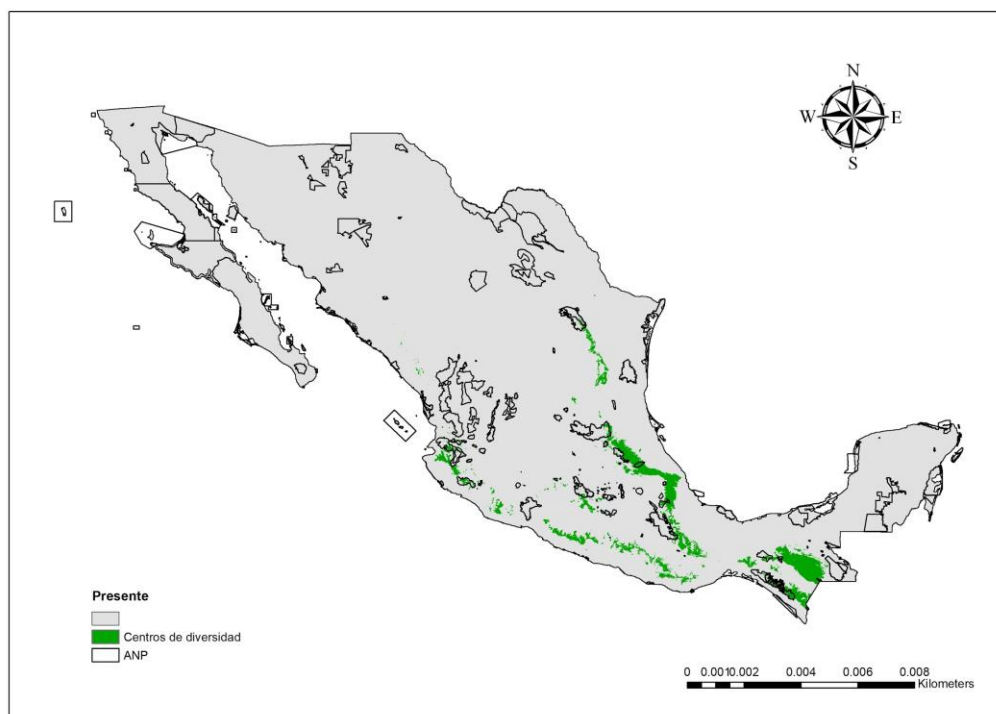 N
W E
S
Presente
Centros de diversidad
ANP
0 0.0010.002 0.004 0.006 0.008
Kilometers